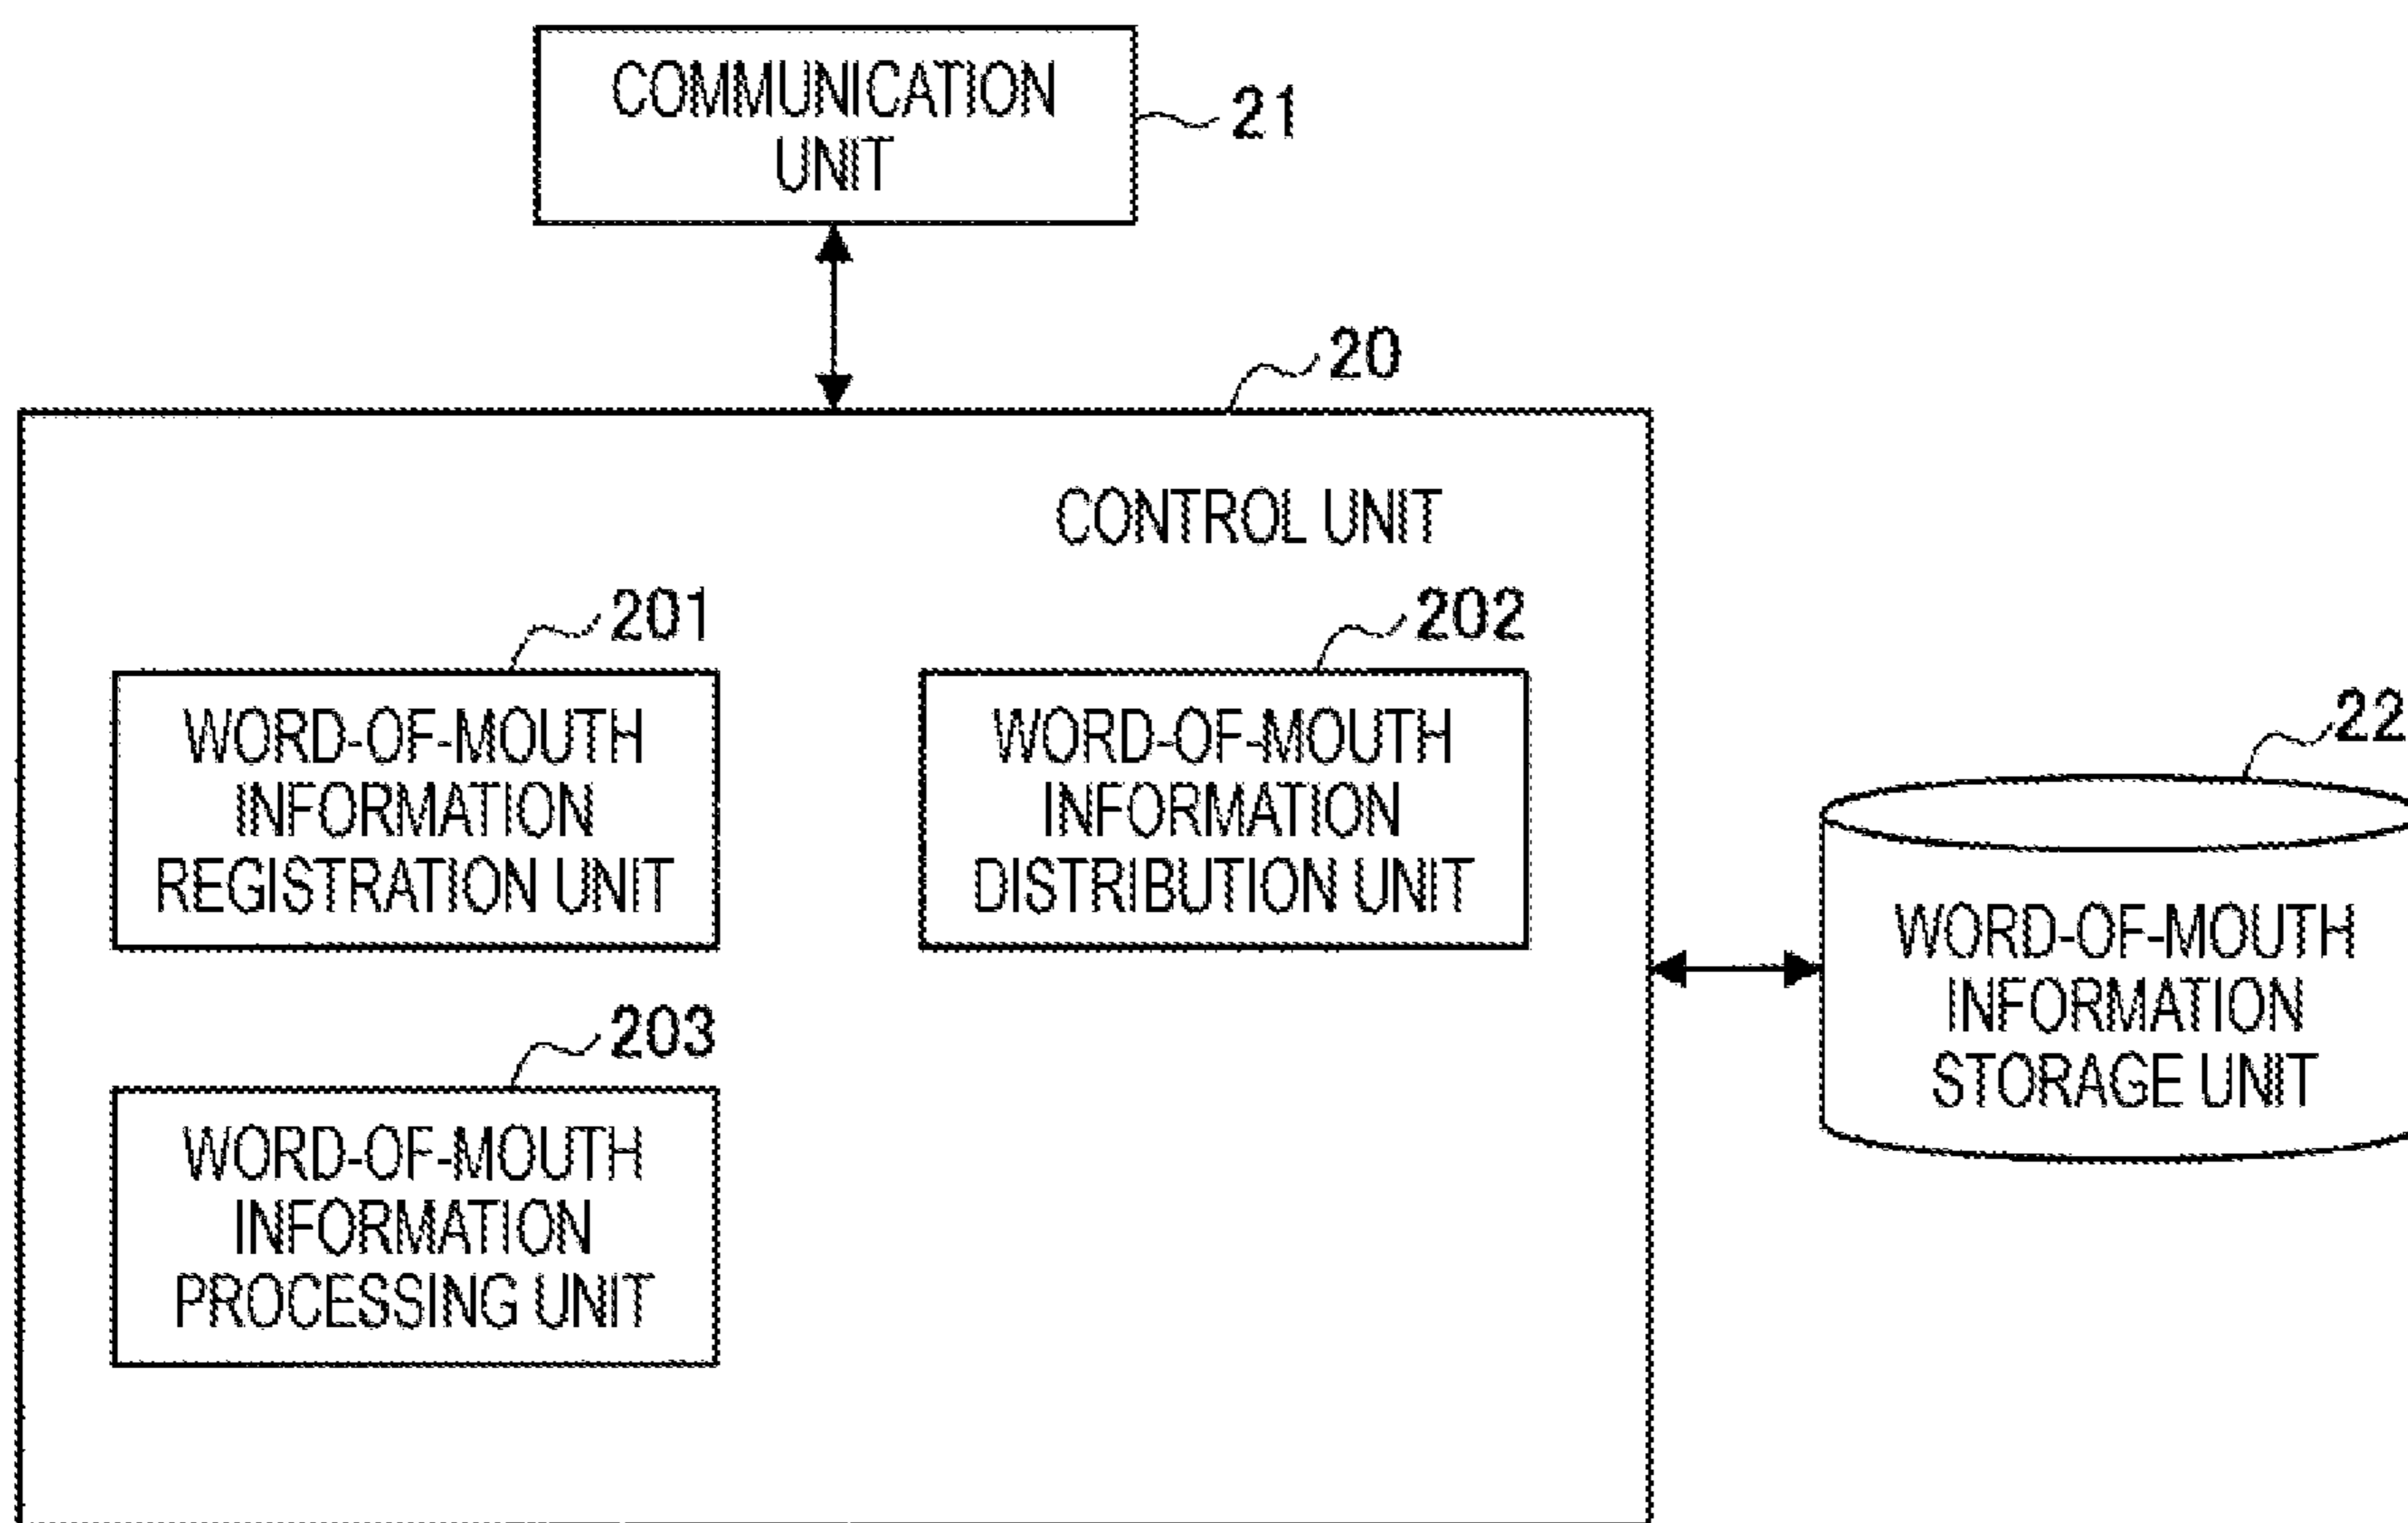 COMMUNICATION
UNIT
21
20
CONTROL UNIT
201
202
WORD-OF-MOUTH
INFORMATION
REGISTRATION UNIT
WORD-OF-MOUTH
INFORMATION
DISTRIBUTION UNIT
22
WORD-OF-MOUTH
INFORMATION
STORAGE UNIT
203
WORD-OF-MOUTH
INFORMATION
PROCESSING UNIT